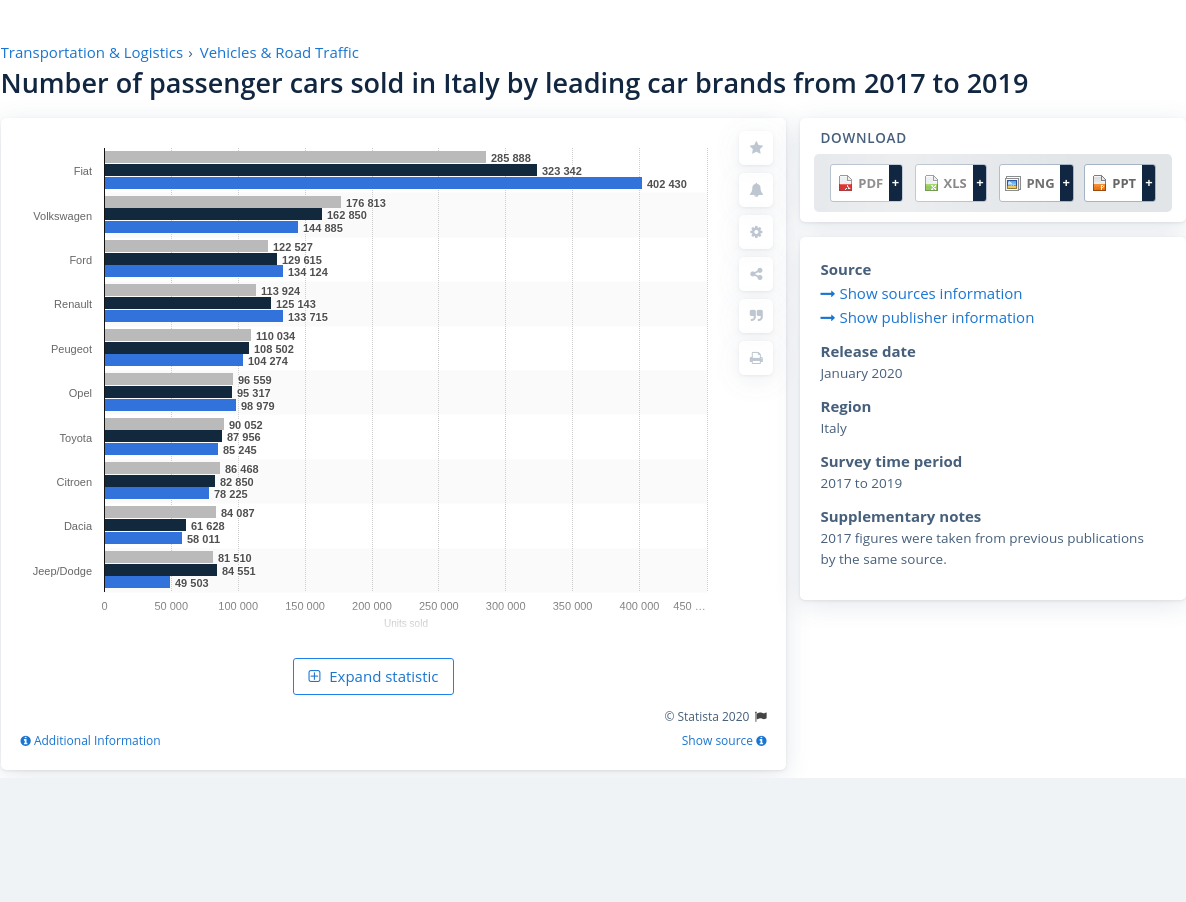 Transportation & Logistics › Vehicles & Road Traffic
Number of passenger cars sold in Italy by leading car brands from 2017 to 2019
Fiat
285 888
323 342
402 430
Volkswagen
176 813
162 850
144 885
Ford
122 527
129 615
134 124
Renault
113 924
125 143
133 715
Peugeot
110 034
108 502
104 274
Opel
96 559
95 317
98 979
Toyota
90 052
87 956
85 245
Citroen
86 468
82 850
78 225
Dacia
84 087
61 628
58 011
Jeep/Dodge
81 510
84 551
49 503
0 50 000 100 000 150 000 200 000 250 000 300 000 350 000 400 000 450 …
Units sold
Expand statistic
© Statista 2020
Additional Information
Show source
DOWNLOAD
PDF + XLS + PNG + PPT +
Source
Show sources information
Show publisher information
Release date
January 2020
Region
Italy
Survey time period
2017 to 2019
Supplementary notes
2017 figures were taken from previous publications
by the same source.